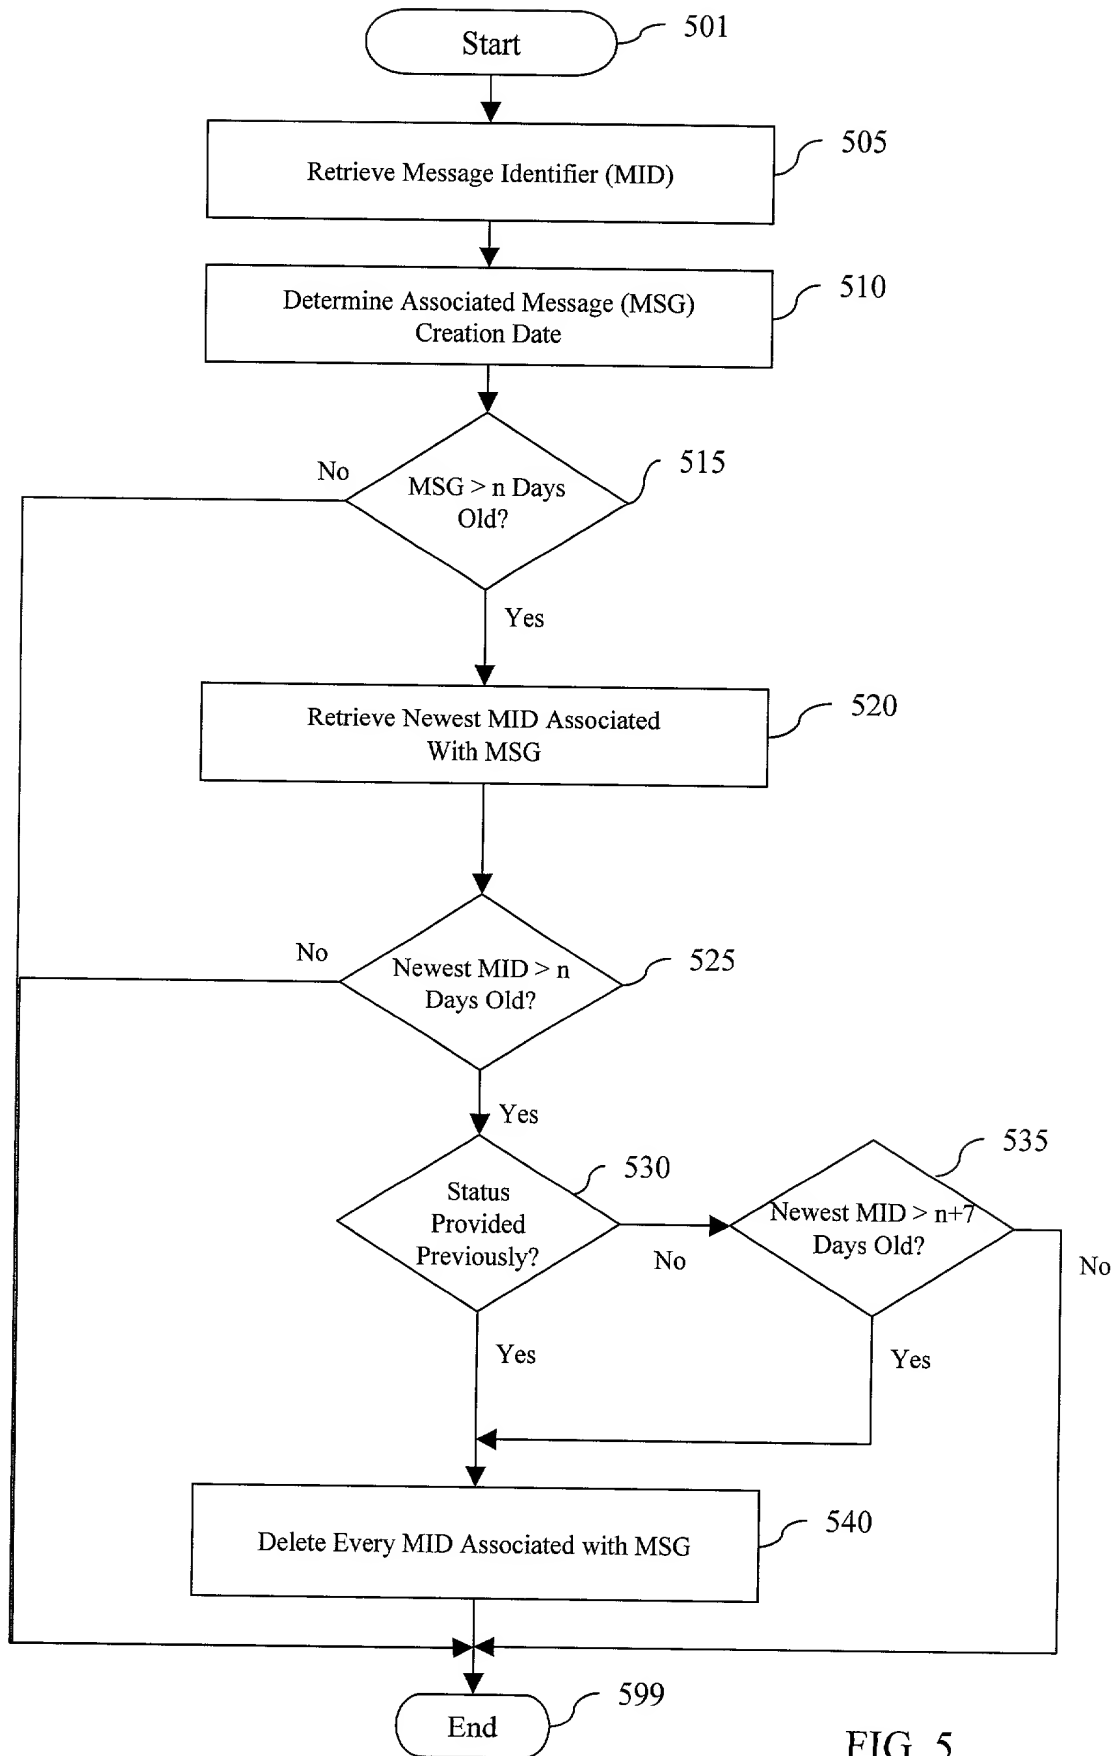 Start
501
Retrieve Message Identifier (MID)
505
Determine Associated Message (MSG)
Creation Date
510
No
MSG > n Days
Old?
515
Yes
Retrieve Newest MID Associated
With MSG
520
No
Newest MID > n
Days Old?
525
Yes
Status
Provided
Previously?
530
No
Newest MID > n+7
Days Old?
535
No
Yes
Yes
Delete Every MID Associated with MSG
540
End
599
FIG. 5